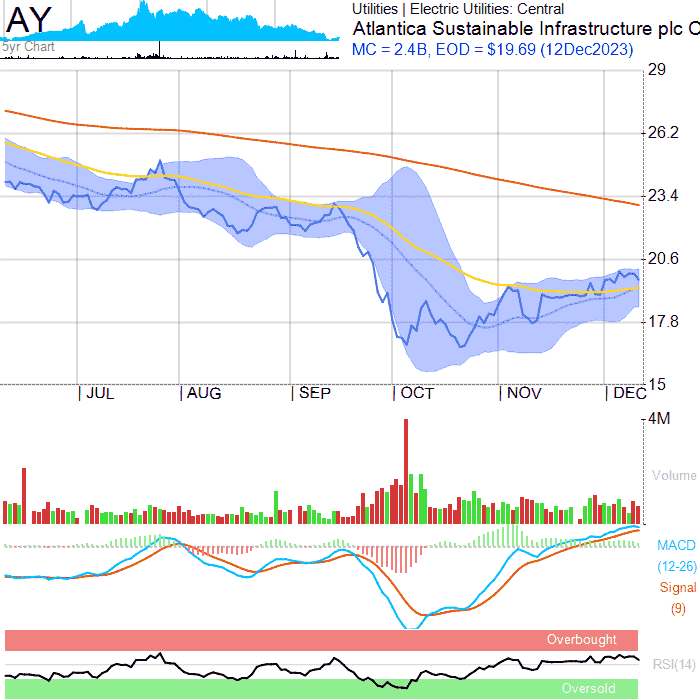 AY
5yr Chart
Utilities | Electric Utilities: Central
Atlantica Sustainable Infrastructure plc O
MC = 2.4B, EOD = $19.69 (12Dec2023)
29
26.2
23.4
20.6
17.8
15
JUL AUG SEP OCT NOV DEC
4M
Volume
MACD
(12-26)
Signal
(9)
Overbought
RSI(14)
Oversold